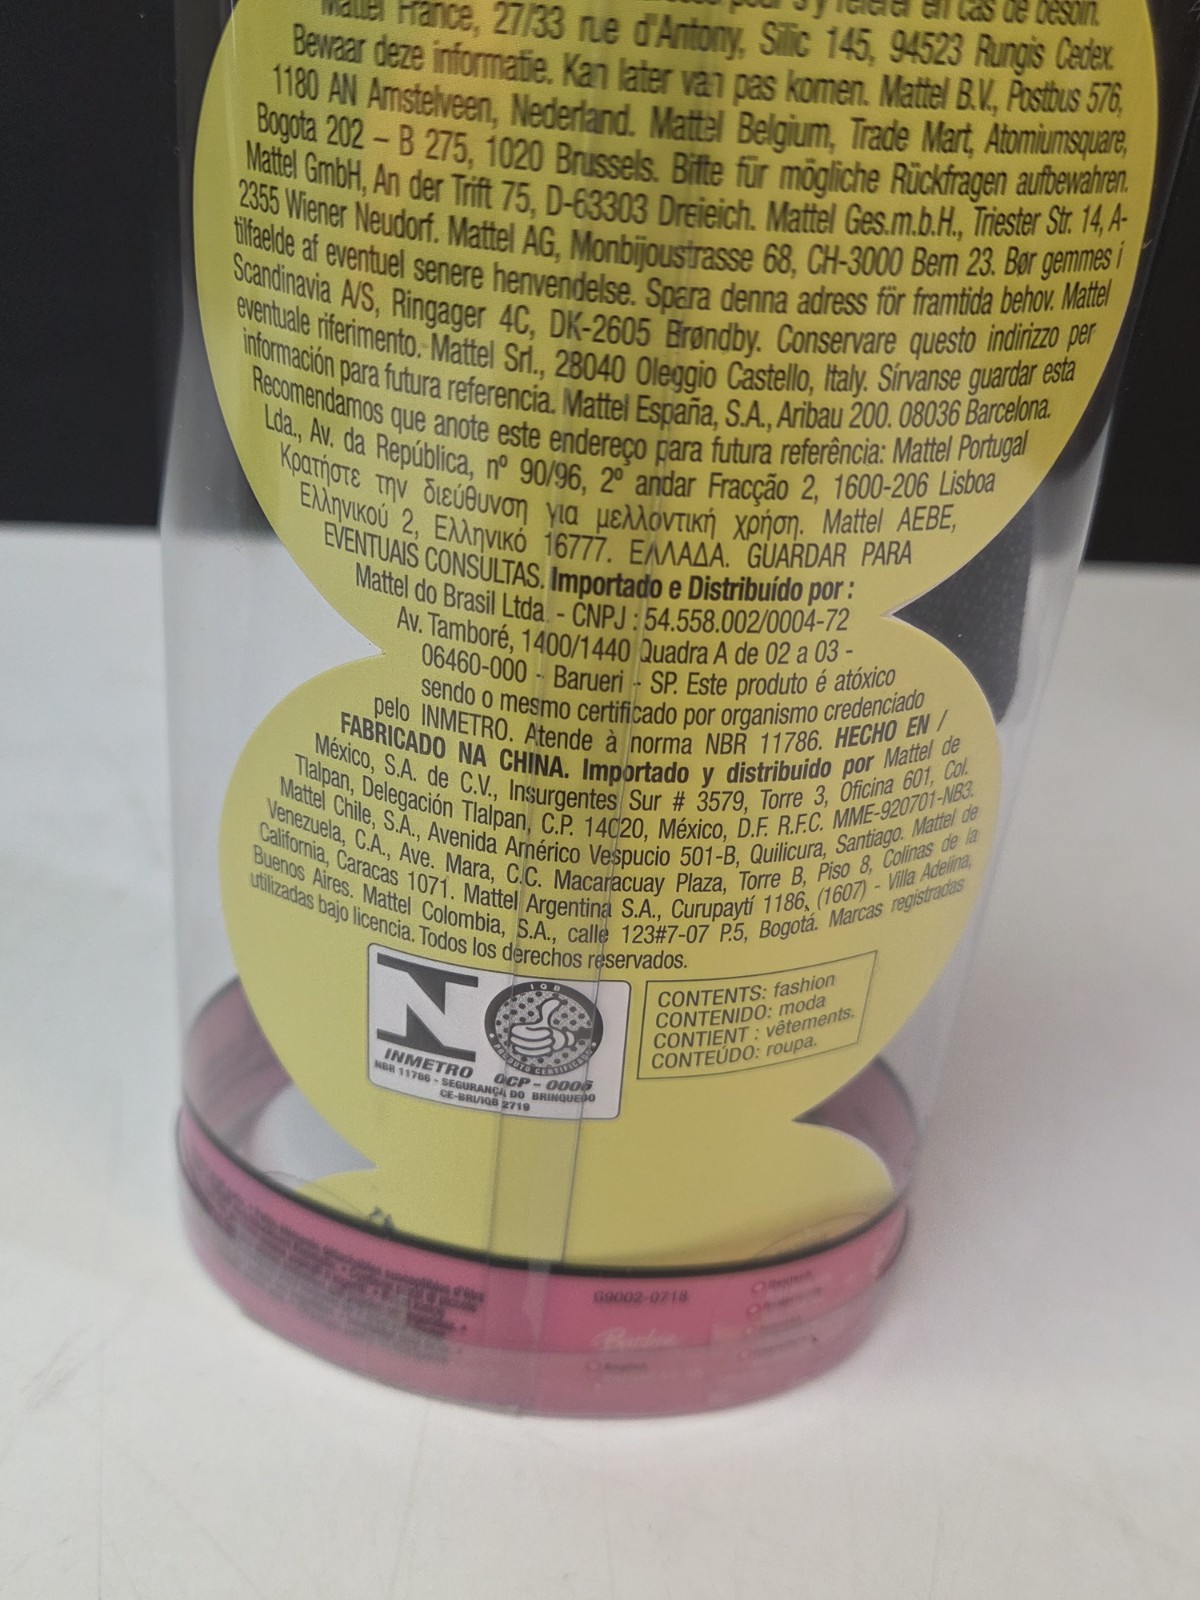 pour s'y référer en cas de besoin.
Mattel France, 27/33 rue d'Antony, Silic 145, 94523 Rungis Cedex.
Bewaar deze informatie. Kan later van pas komen. Mattel B.V., Postbus 576,
1180 AN Amstelveen, Nederland. Mattel Belgium, Trade Mart, Atomiumsquare,
Bogota 202 – B 275, 1020 Brussels. Bitte für mögliche Rückfragen aufbewahren.
Mattel GmbH, An der Trift 75, D-63303 Dreieich. Mattel Ges.m.b.H., Triester Str. 14, A-
2355 Wiener Neudorf. Mattel AG, Monbijoustrasse 68, CH-3000 Bern 23. Bør gemmes i
tilfaelde af eventuel senere henvendelse. Spara denna adress för framtida behov. Mattel
Scandinavia A/S, Ringager 4C, DK-2605 Brøndby. Conservare questo indirizzo per
eventuale riferimento. Mattel Srl., 28040 Oleggio Castello, Italy. Sírvanse guardar esta
información para futura referencia. Mattel España, S.A., Aribau 200. 08036 Barcelona.
Recomendamos que anote este endereço para futura referência: Mattel Portugal
Lda., Av. da República, nº 90/96, 2º andar Fracção 2, 1600-206 Lisboa
Κρατήστε την διεύθυνση για μελλοντική χρήση. Mattel AEBE,
Ελληνικού 2, Ελληνικό 16777. ΕΛΛΑΔΑ. GUARDAR PARA
EVENTUAIS CONSULTAS. Importado e Distribuído por :
Mattel do Brasil Ltda. - CNPJ : 54.558.002/0004-72
Av. Tamboré, 1400/1440 Quadra A de 02 a 03 -
06460-000 - Barueri - SP. Este produto é atóxico
sendo o mesmo certificado por organismo credenciado
pelo INMETRO. Atende à norma NBR 11786. HECHO EN /
FABRICADO NA CHINA. Importado y distribuido por Mattel de
México, S.A. de C.V., Insurgentes Sur # 3579, Torre 3, Oficina 601, Col.
Tlalpan, Delegación Tlalpan, C.P. 14020, México, D.F. R.F.C. MME-920701-NB3.
Mattel Chile, S.A., Avenida Américo Vespucio 501-B, Quilicura, Santiago. Mattel de
Venezuela, C.A., Ave. Mara, C.C. Macaracuay Plaza, Torre B, Piso 8, Colinas de la
California, Caracas 1071. Mattel Argentina S.A., Curupaytí 1186, (1607) - Villa Adelina,
Buenos Aires. Mattel Colombia, S.A., calle 123#7-07 P.5, Bogotá. Marcas registradas
utilizadas bajo licencia. Todos los derechos reservados.
IQB
PRODUTO CERTIFICADO
INMETRO OCP - 0006
NBR 11786 - SEGURANÇA DO BRINQUEDO
CE-BRI/IQB 2719
CONTENTS: fashion
CONTENIDO: moda
CONTIENT : vêtements.
CONTEÚDO: roupa.
G9002-0718
Barbie